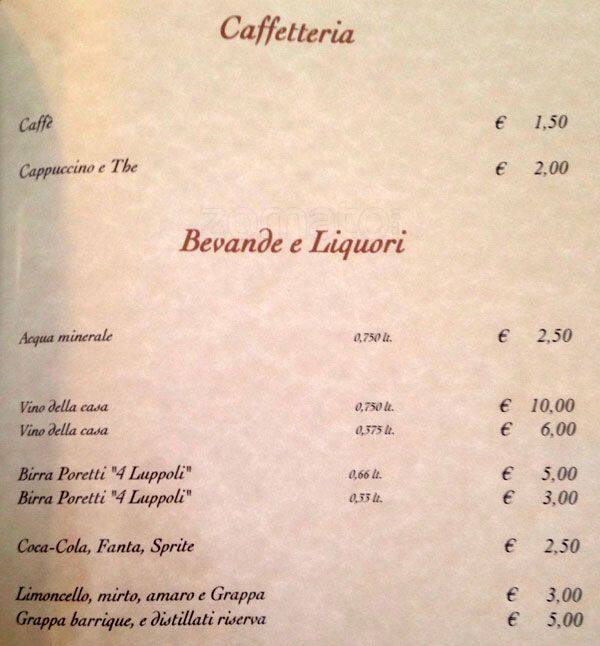 Caffetteria
Caffè € 1,50
Cappuccino e The € 2,00
zomato
Bevande e Liquori
Acqua minerale 0,750 lt. € 2,50
Vino della casa 0,750 lt. € 10,00
Vino della casa 0,375 lt. € 6,00
Birra Poretti "4 Luppoli" 0,66 lt. € 5,00
Birra Poretti "4 Luppoli" 0,33 lt. € 3,00
Coca-Cola, Fanta, Sprite € 2,50
Limoncello, mirto, amaro e Grappa € 3,00
Grappa barrique, e distillati riserva € 5,00